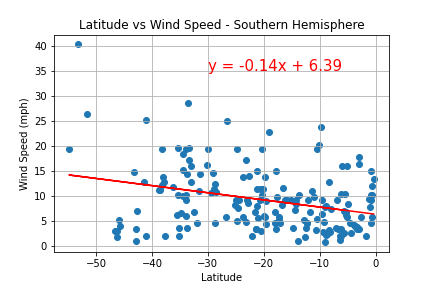 Latitude vs Wind Speed - Southern Hemisphere
y = -0.14x + 6.39
Wind Speed (mph)
40
35
30
25
20
15
10
5
0
−50 −40 −30 −20 −10 0
Latitude